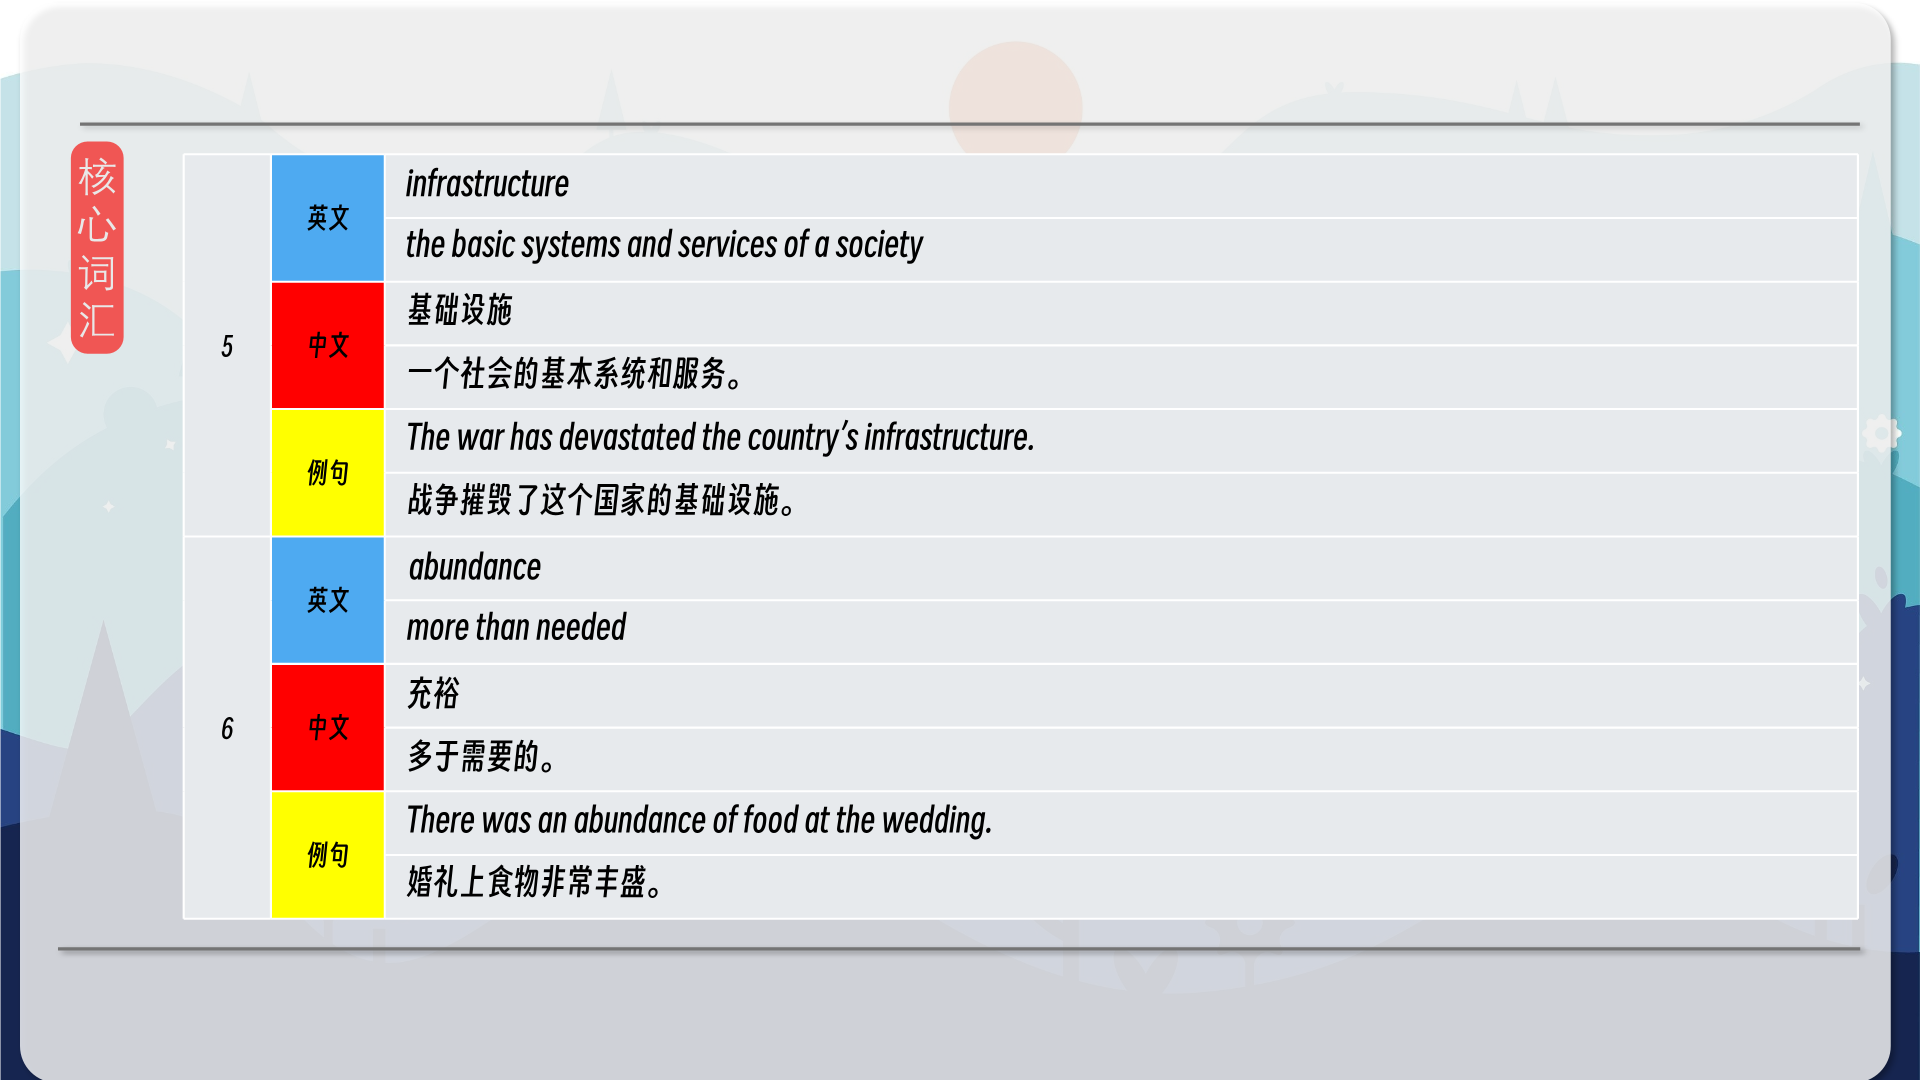 核心词汇
5
英文
infrastructure
the basic systems and services of a society
中文
基础设施
一个社会的基本系统和服务。
例句
The war has devastated the country’s infrastructure.
战争摧毁了这个国家的基础设施。
6
英文
abundance
more than needed
中文
充裕
多于需要的。
例句
There was an abundance of food at the wedding.
婚礼上食物非常丰盛。